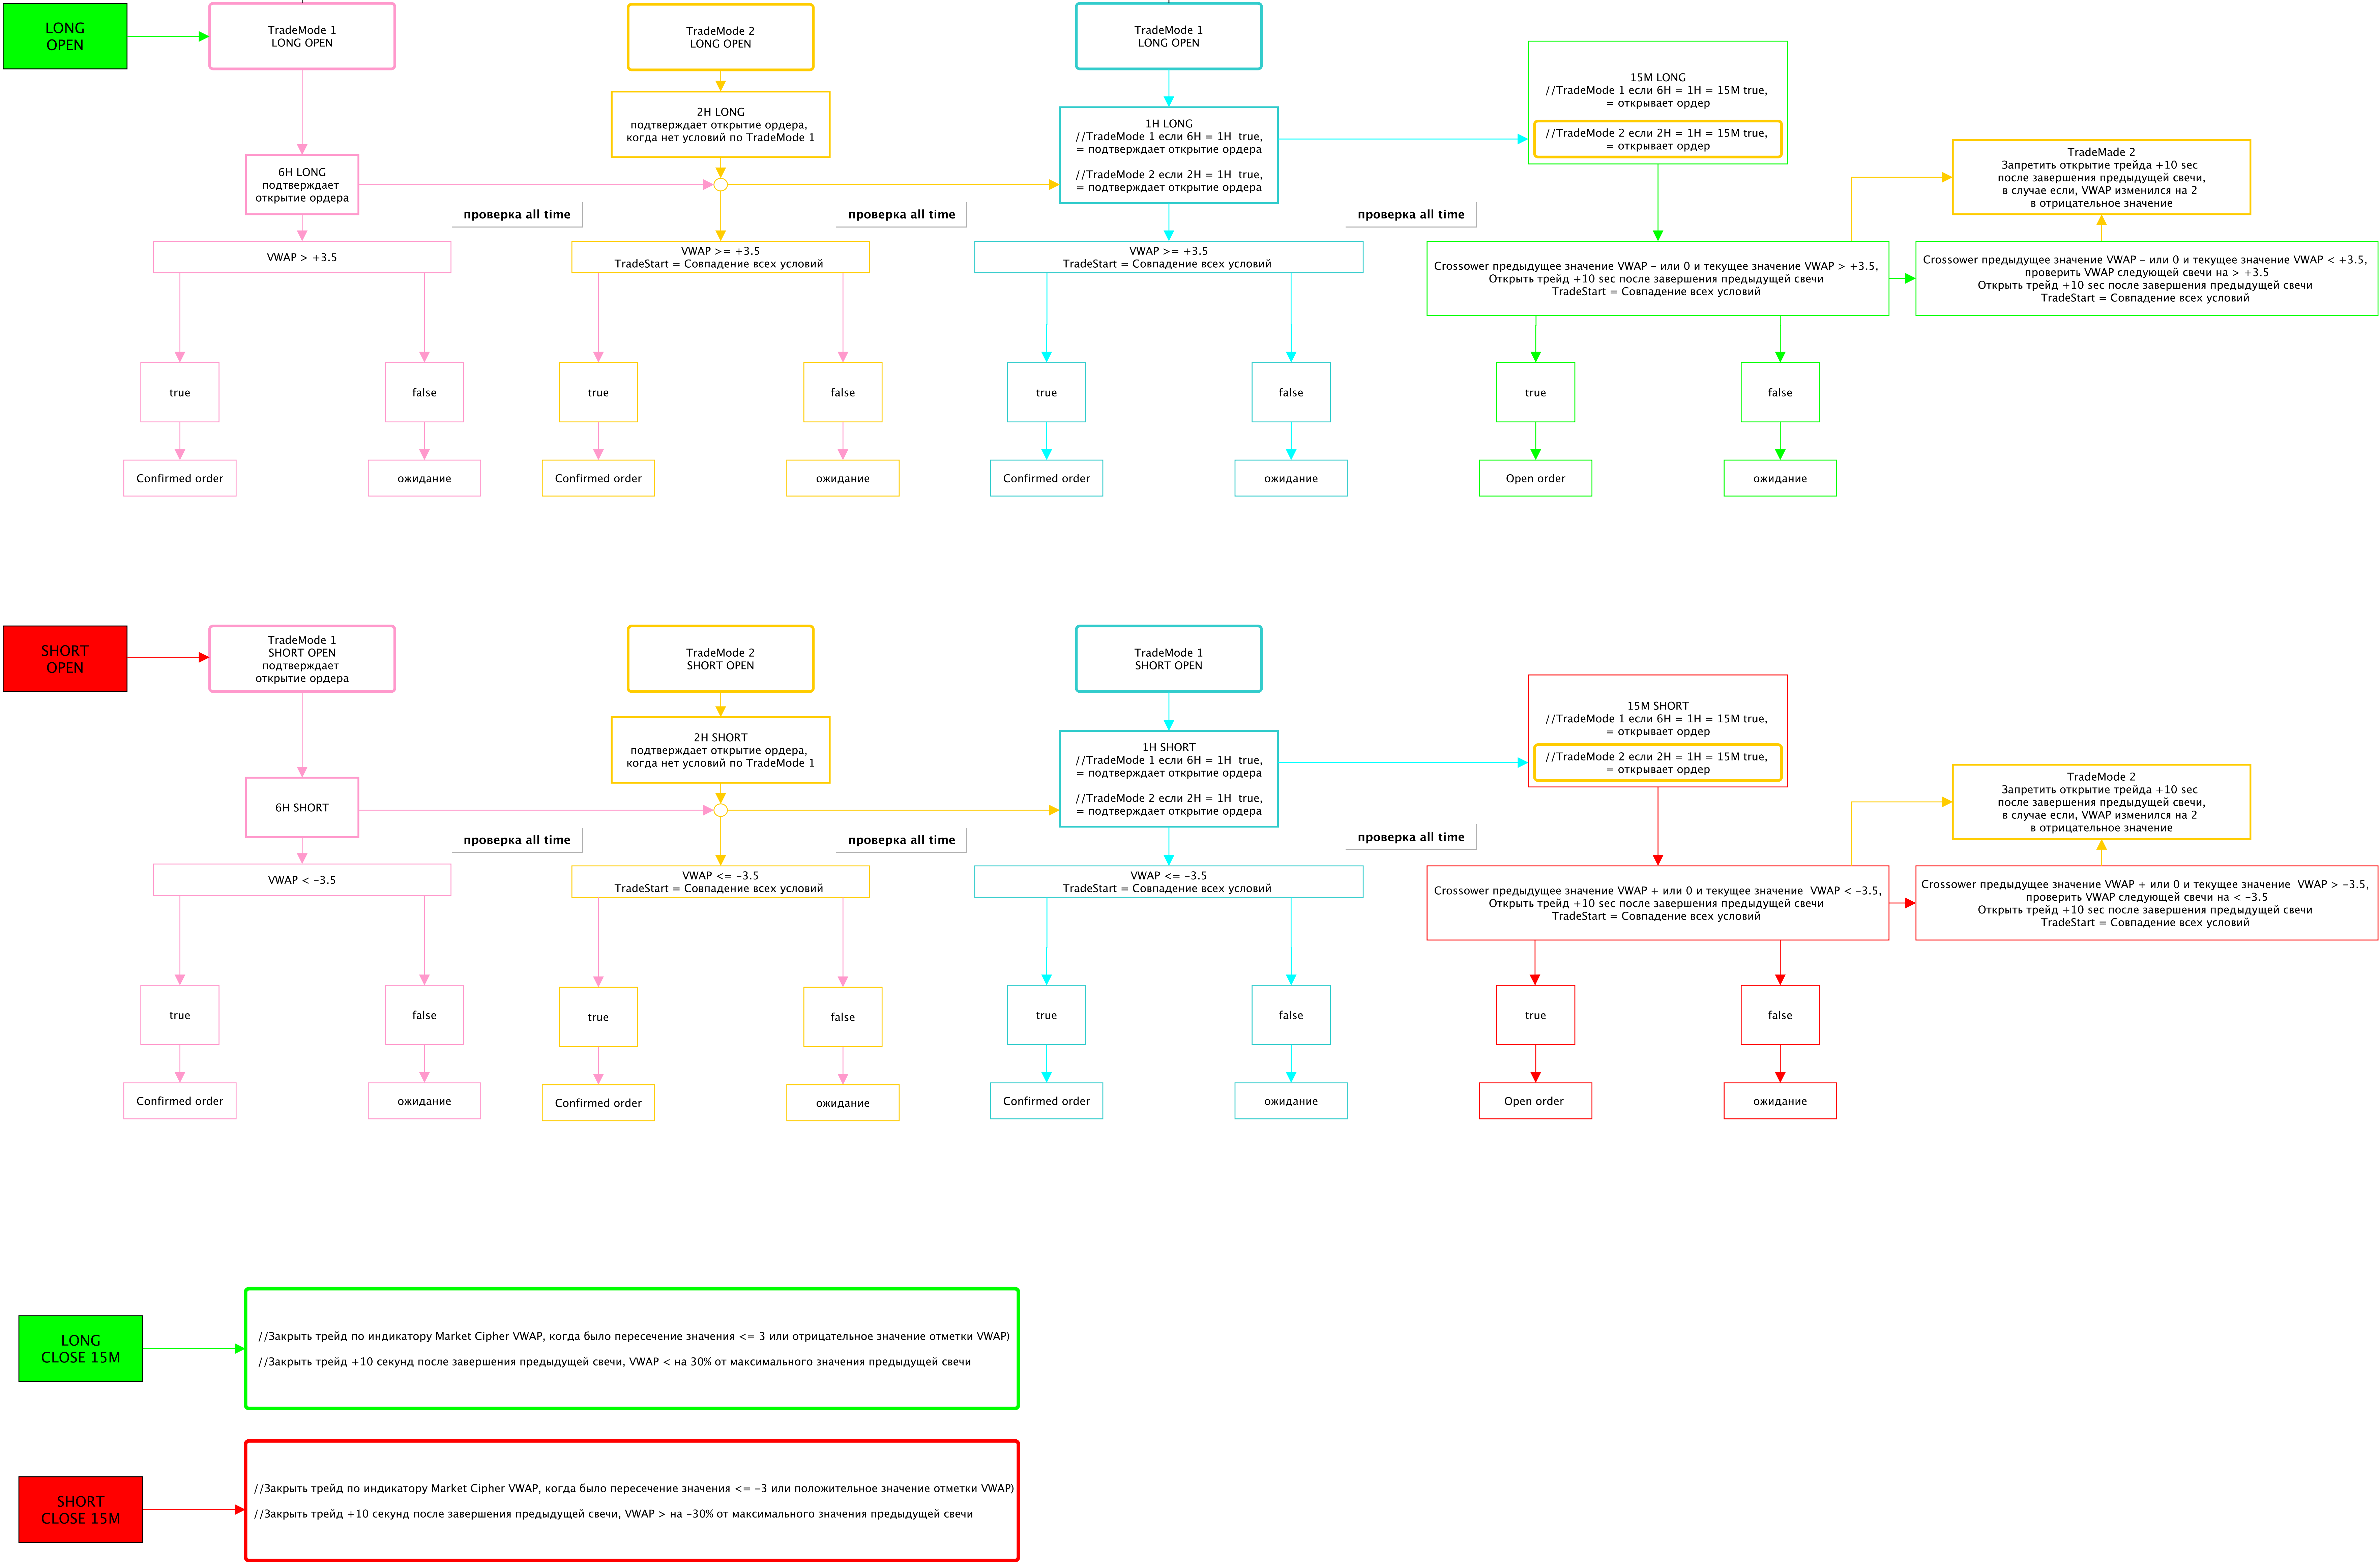 LONG
OPEN
TradeMode 1
LONG OPEN
TradeMode 2
LONG OPEN
TradeMode 1
LONG OPEN
15M LONG
//TradeMode 1 если 6H = 1H = 15M true,
= открывает ордер
//TradeMode 2 если 2H = 1H = 15M true,
= открывает ордер
2H LONG
подтверждает открытие ордера,
когда нет условий по TradeMode 1
1H LONG
//TradeMode 1 если 6H = 1H  true,
= подтверждает открытие ордера
//TradeMode 2 если 2H = 1H  true,
= подтверждает открытие ордера
6H LONG
подтверждает
открытие ордера
TradeMade 2
Запретить открытие трейда +10 sec
после завершения предыдущей свечи,
в случае если, VWAP изменился на 2
в отрицательное значение
проверка all time
проверка all time
проверка all time
VWAP > +3.5
VWAP >= +3.5
TradeStart = Совпадение всех условий
VWAP >= +3.5
TradeStart = Совпадение всех условий
Crossower предыдущее значение VWAP – или 0 и текущее значение VWAP > +3.5,
Открыть трейд +10 sec после завершения предыдущей свечи
TradeStart = Совпадение всех условий
Crossower предыдущее значение VWAP – или 0 и текущее значение VWAP < +3.5,
проверить VWAP следующей свечи на > +3.5
Открыть трейд +10 sec после завершения предыдущей свечи
TradeStart = Совпадение всех условий
true
false
true
false
true
false
true
false
Confirmed order
ожидание
Confirmed order
ожидание
Confirmed order
ожидание
Open order
ожидание
SHORT
OPEN
TradeMode 1
SHORT OPEN
подтверждает
открытие ордера
TradeMode 2
SHORT OPEN
TradeMode 1
SHORT OPEN
15M SHORT
//TradeMode 1 если 6H = 1H = 15M true,
= открывает ордер
//TradeMode 2 если 2H = 1H = 15M true,
= открывает ордер
2H SHORT
подтверждает открытие ордера,
когда нет условий по TradeMode 1
1H SHORT
//TradeMode 1 если 6H = 1H  true,
= подтверждает открытие ордера
//TradeMode 2 если 2H = 1H  true,
= подтверждает открытие ордера
6H SHORT
TradeMode 2
Запретить открытие трейда +10 sec
после завершения предыдущей свечи,
в случае если, VWAP изменился на 2
в отрицательное значение
проверка all time
проверка all time
проверка all time
VWAP < –3.5
VWAP <= –3.5
TradeStart = Совпадение всех условий
VWAP <= –3.5
TradeStart = Совпадение всех условий
Crossower предыдущее значение VWAP + или 0 и текущее значение  VWAP < –3.5,
Открыть трейд +10 sec после завершения предыдущей свечи
TradeStart = Совпадение всех условий
Crossower предыдущее значение VWAP + или 0 и текущее значение  VWAP > –3.5,
проверить VWAP следующей свечи на < –3.5
Открыть трейд +10 sec после завершения предыдущей свечи
TradeStart = Совпадение всех условий
true
false
true
false
true
false
true
false
Confirmed order
ожидание
Confirmed order
ожидание
Confirmed order
ожидание
Open order
ожидание
LONG
CLOSE 15M
//Закрыть трейд по индикатору Market Cipher VWAP, когда было пересечение значения <= 3 или отрицательное значение отметки VWAP)
//Закрыть трейд +10 секунд после завершения предыдущей свечи, VWAP < на 30% от максимального значения предыдущей свечи
SHORT
CLOSE 15M
//Закрыть трейд по индикатору Market Cipher VWAP, когда было пересечение значения <= –3 или положительное значение отметки VWAP)
//Закрыть трейд +10 секунд после завершения предыдущей свечи, VWAP > на –30% от максимального значения предыдущей свечи